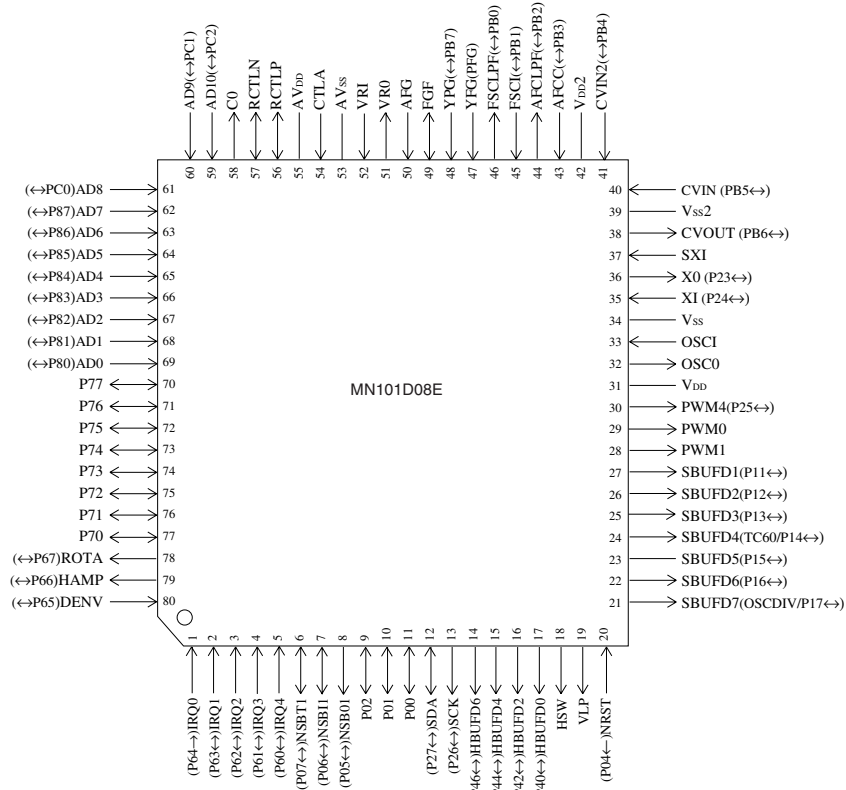 AD9(↔PC1)
AD10(↔PC2)
C0
RCTLN
RCTLP
AVDD
CTLA
AVSS
VRI
VR0
AFG
FGF
YPG(↔PB7)
YFG(PFG)
FSCLPF(↔PB0)
FSCI(↔PB1)
AFCLPF(↔PB2)
AFCC(↔PB3)
VDD2
CVIN2(↔PB4)
60 59 58 57 56 55 54 53 52 51 50 49 48 47 46 45 44 43 42 41
(↔PC0)AD8 61
(↔P87)AD7 62
(↔P86)AD6 63
(↔P85)AD5 64
(↔P84)AD4 65
(↔P83)AD3 66
(↔P82)AD2 67
(↔P81)AD1 68
(↔P80)AD0 69
P77 70
P76 71
P75 72
P74 73
P73 74
P72 75
P71 76
P70 77
(↔P67)ROTA 78
(↔P66)HAMP 79
(↔P65)DENV 80
MN101D08E
40 CVIN (PB5↔)
39 VSS2
38 CVOUT (PB6↔)
37 SXI
36 X0 (P23↔)
35 XI (P24↔)
34 VSS
33 OSCI
32 OSC0
31 VDD
30 PWM4(P25↔)
29 PWM0
28 PWM1
27 SBUFD1(P11↔)
26 SBUFD2(P12↔)
25 SBUFD3(P13↔)
24 SBUFD4(TC60/P14↔)
23 SBUFD5(P15↔)
22 SBUFD6(P16↔)
21 SBUFD7(OSCDIV/P17↔)
1 2 3 4 5 6 7 8 9 10 11 12 13 14 15 16 17 18 19 20
(P64→)IRQ0
(P63↔)IRQ1
(P62↔)IRQ2
(P61↔)IRQ3
(P60↔)IRQ4
(P07↔)NSBT1
(P06↔)NSBI1
(P05↔)NSB01
P02
P01
P00
(P27↔)SDA
(P26↔)SCK
P46↔)HBUFD6
P44↔)HBUFD4
P42↔)HBUFD2
P40↔)HBUFD0
HSW
VLP
(P04←)NRST